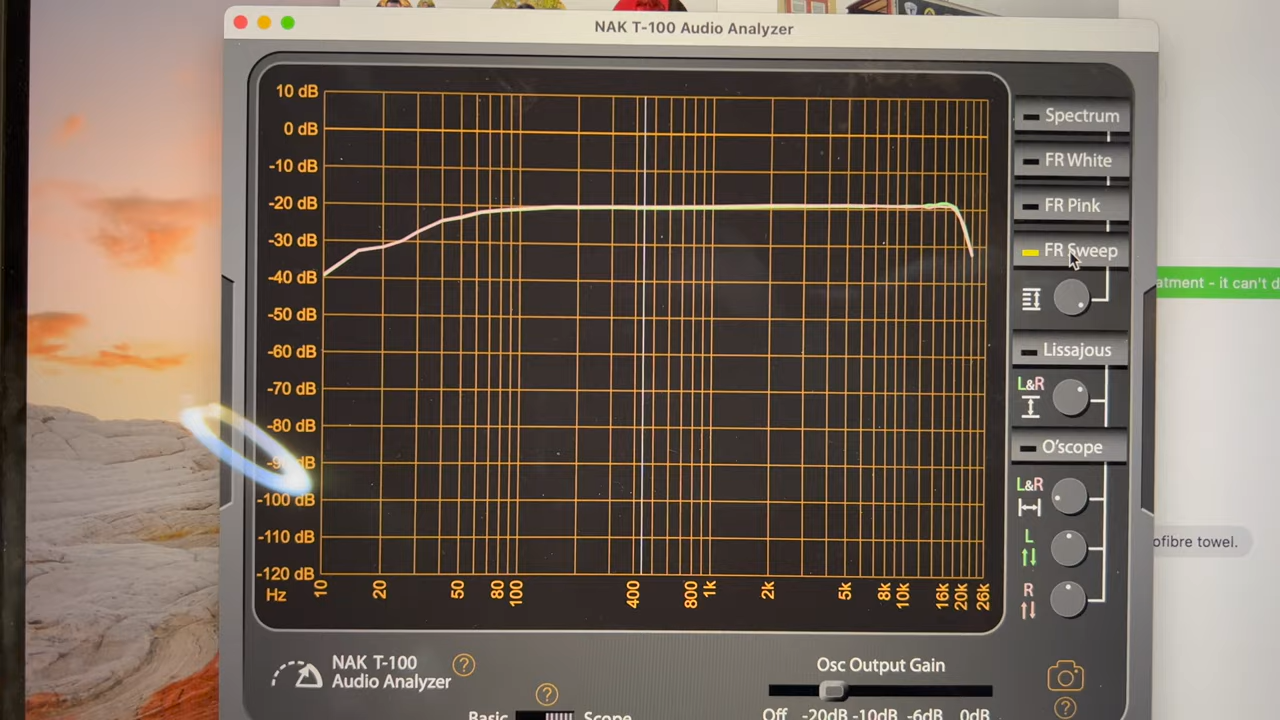 NAK T-100 Audio Analyzer
10 dB
0 dB
-10 dB
-20 dB
-30 dB
-40 dB
-50 dB
-60 dB
-70 dB
-80 dB
dB
-100 dB
-110 dB
-120 dB
Hz
10
20
50
80
100
400
800
1k
2k
5k
8k
10k
16k
20k
26k
Spectrum
FR White
FR Pink
FR Sweep
Lissajous
L&R
O'scope
L&R
L
R
atment - it can't d
ofibre towel.
NAK T-100
Audio Analyzer
?
?
Basic
Scope
Osc Output Gain
Off -20dB -10dB -6dB 0dB
?